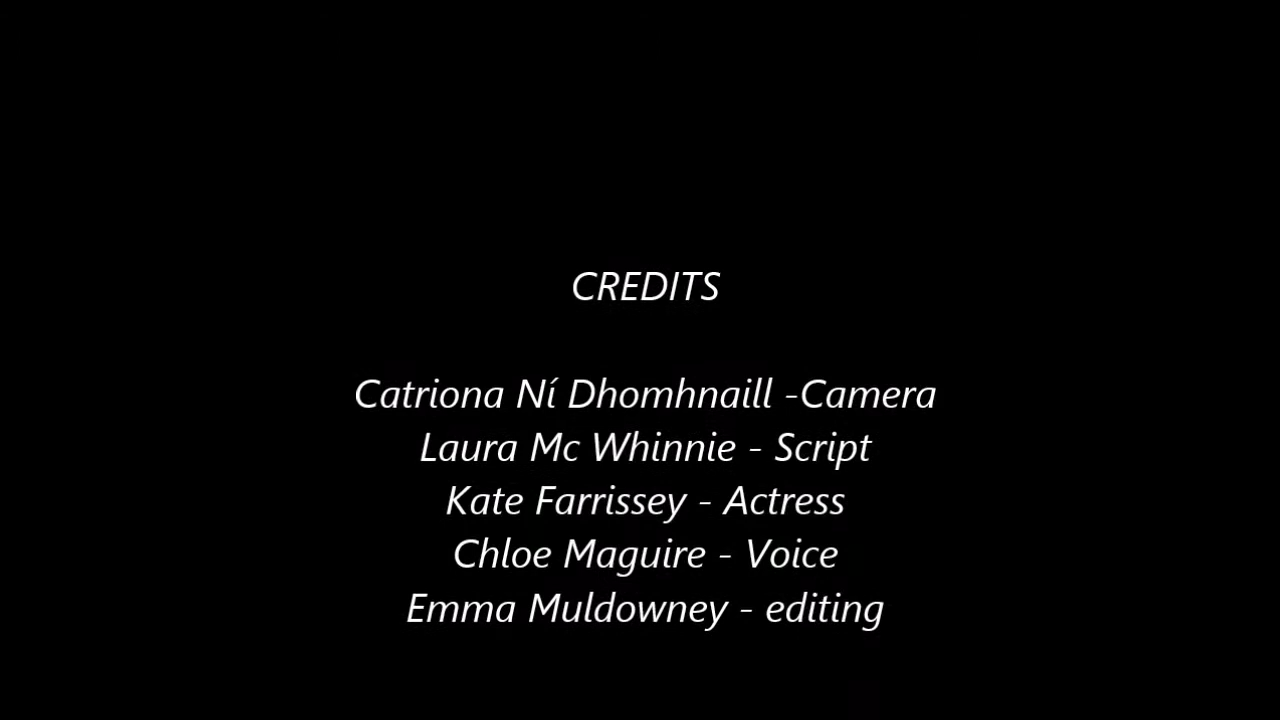 CREDITS
Catriona Ní Dhomhnaill -Camera
Laura Mc Whinnie - Script
Kate Farrissey - Actress
Chloe Maguire - Voice
Emma Muldowney - editing